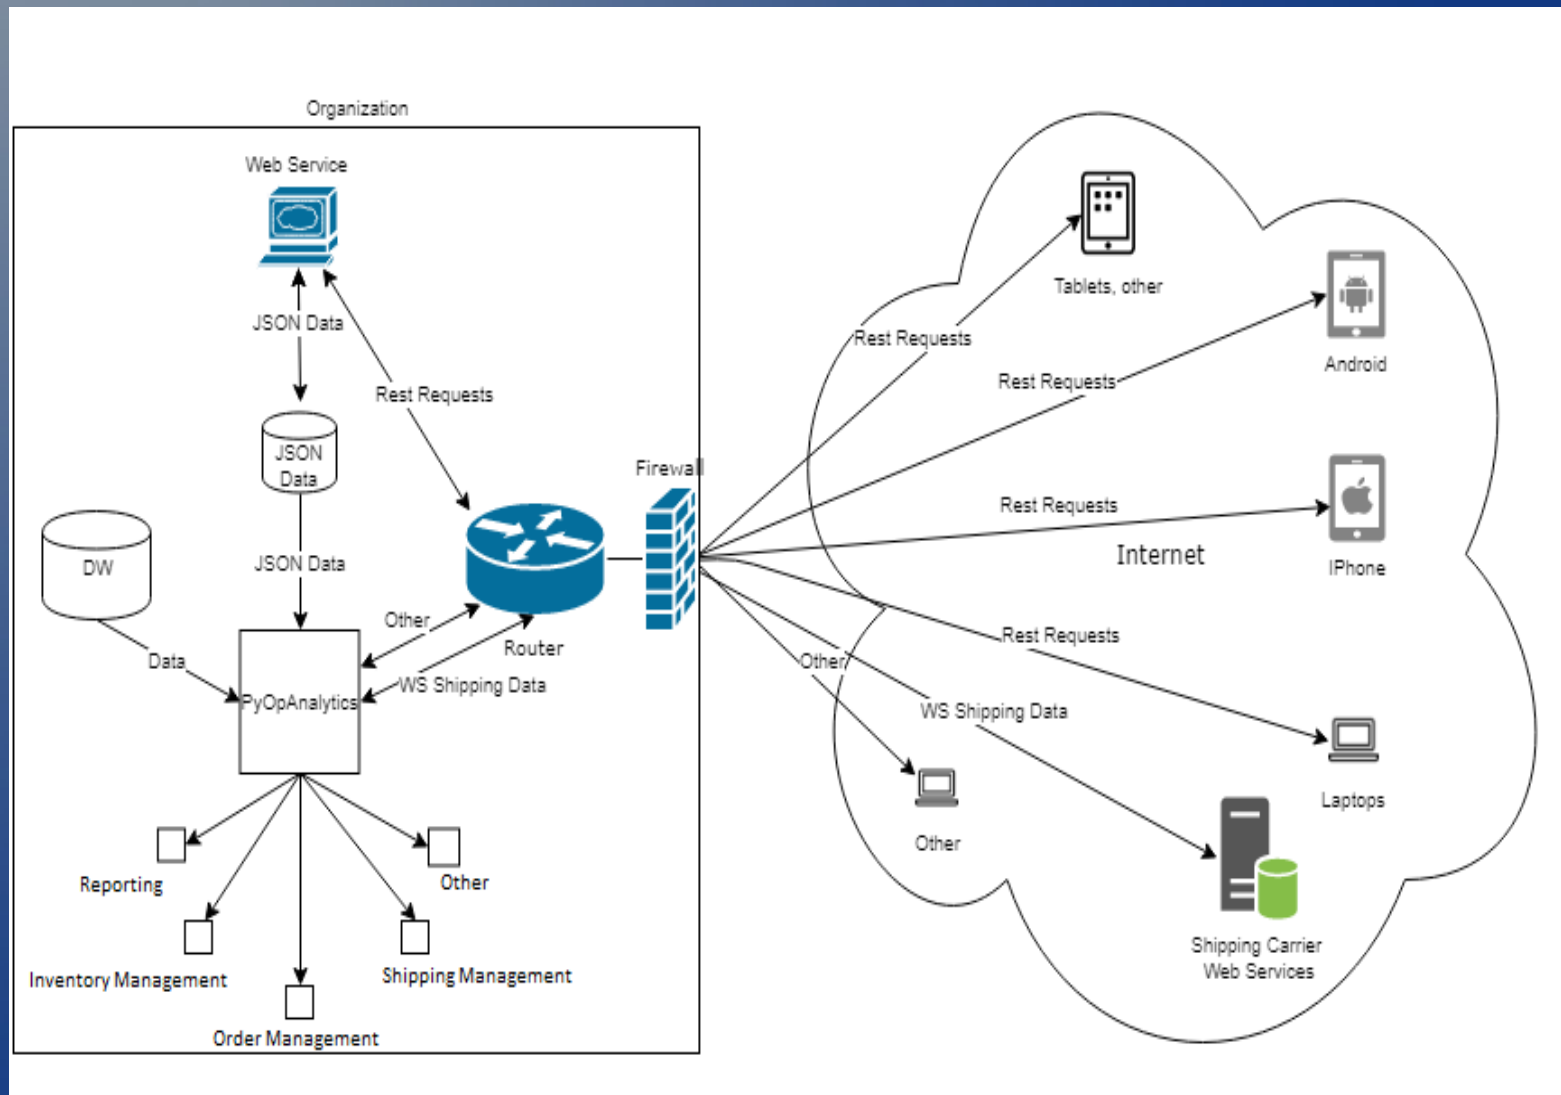 Organization
Web Service
JSON Data
Rest Requests
JSON
Data
Firewall
DW
JSON Data
Other
Router
Data
WS Shipping Data
PyOpAnalytics
Reporting
Other
Inventory Management
Shipping Management
Order Management
Tablets, other
Rest Requests
Android
Rest Requests
Rest Requests
Internet
IPhone
Rest Requests
Other
WS Shipping Data
Laptops
Other
Shipping Carrier
Web Services